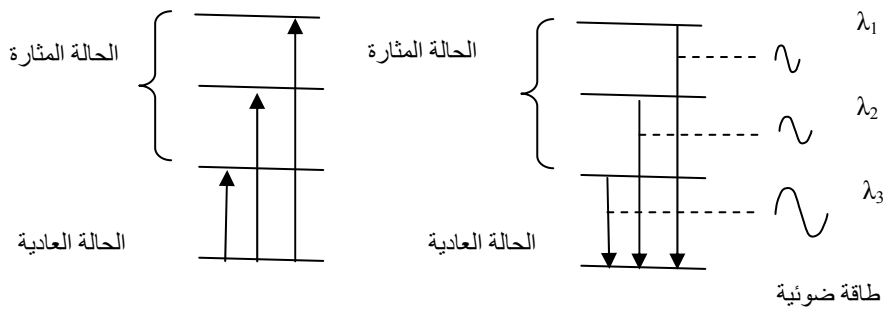 λ1
الحالة المثارة
الحالة المثارة
λ2
λ3
الحالة العادية
الحالة العادية
طاقة ضوئية